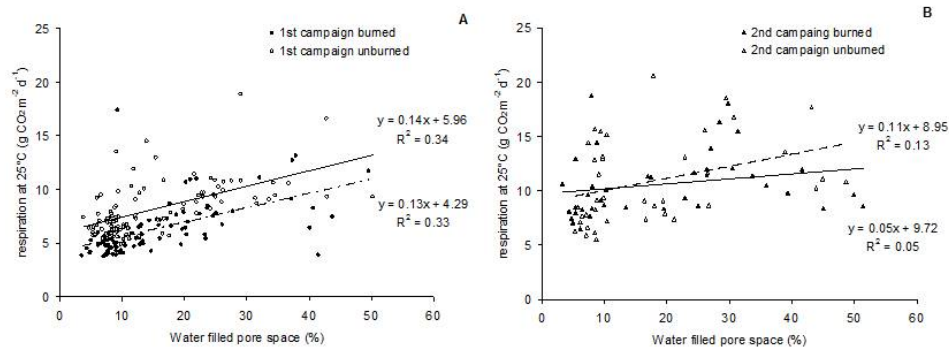 A
25
20
15
10
5
0
0 10 20 30 40 50 60
respiration at 25°C (g CO₂m⁻² d⁻¹)
Water filled pore space (%)
• 1st campaign burned
○ 1st campaign unburned
y = 0.14x + 5.96
R² = 0.34
y = 0.13x + 4.29
R² = 0.33
B
25
20
15
10
5
0
0 10 20 30 40 50 60
respiration at 25°C (g CO₂m⁻² d⁻¹)
Water filled pore space (%)
▲ 2nd campaing burned
△ 2nd campaign unburned
y = 0.11x + 8.95
R² = 0.13
y = 0.05x + 9.72
R² = 0.05